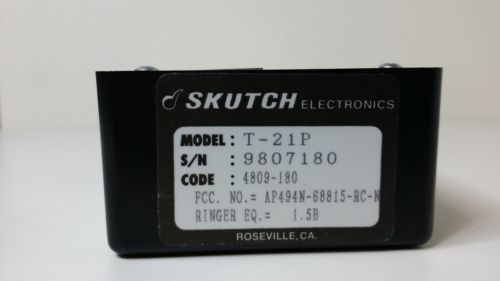 SKUTCH ELECTRONICS
MODEL: T-21P
S/N : 9807180
CODE : 4809-180
FCC. NO.= AP494N-68815-RC-N
RINGER EQ.= 1.5B
ROSEVILLE, CA.